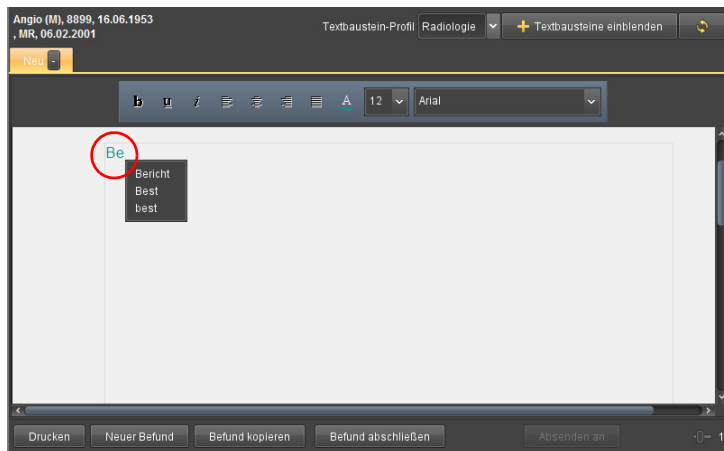 Angio (M), 8899, 16.06.1953
, MR, 06.02.2001
Textbaustein-Profil Radiologie + Textbausteine einblenden
Neu -
b u i A 12 Arial
Be
Bericht
Best
best
Drucken Neuer Befund Befund kopieren Befund abschließen Absenden an 1